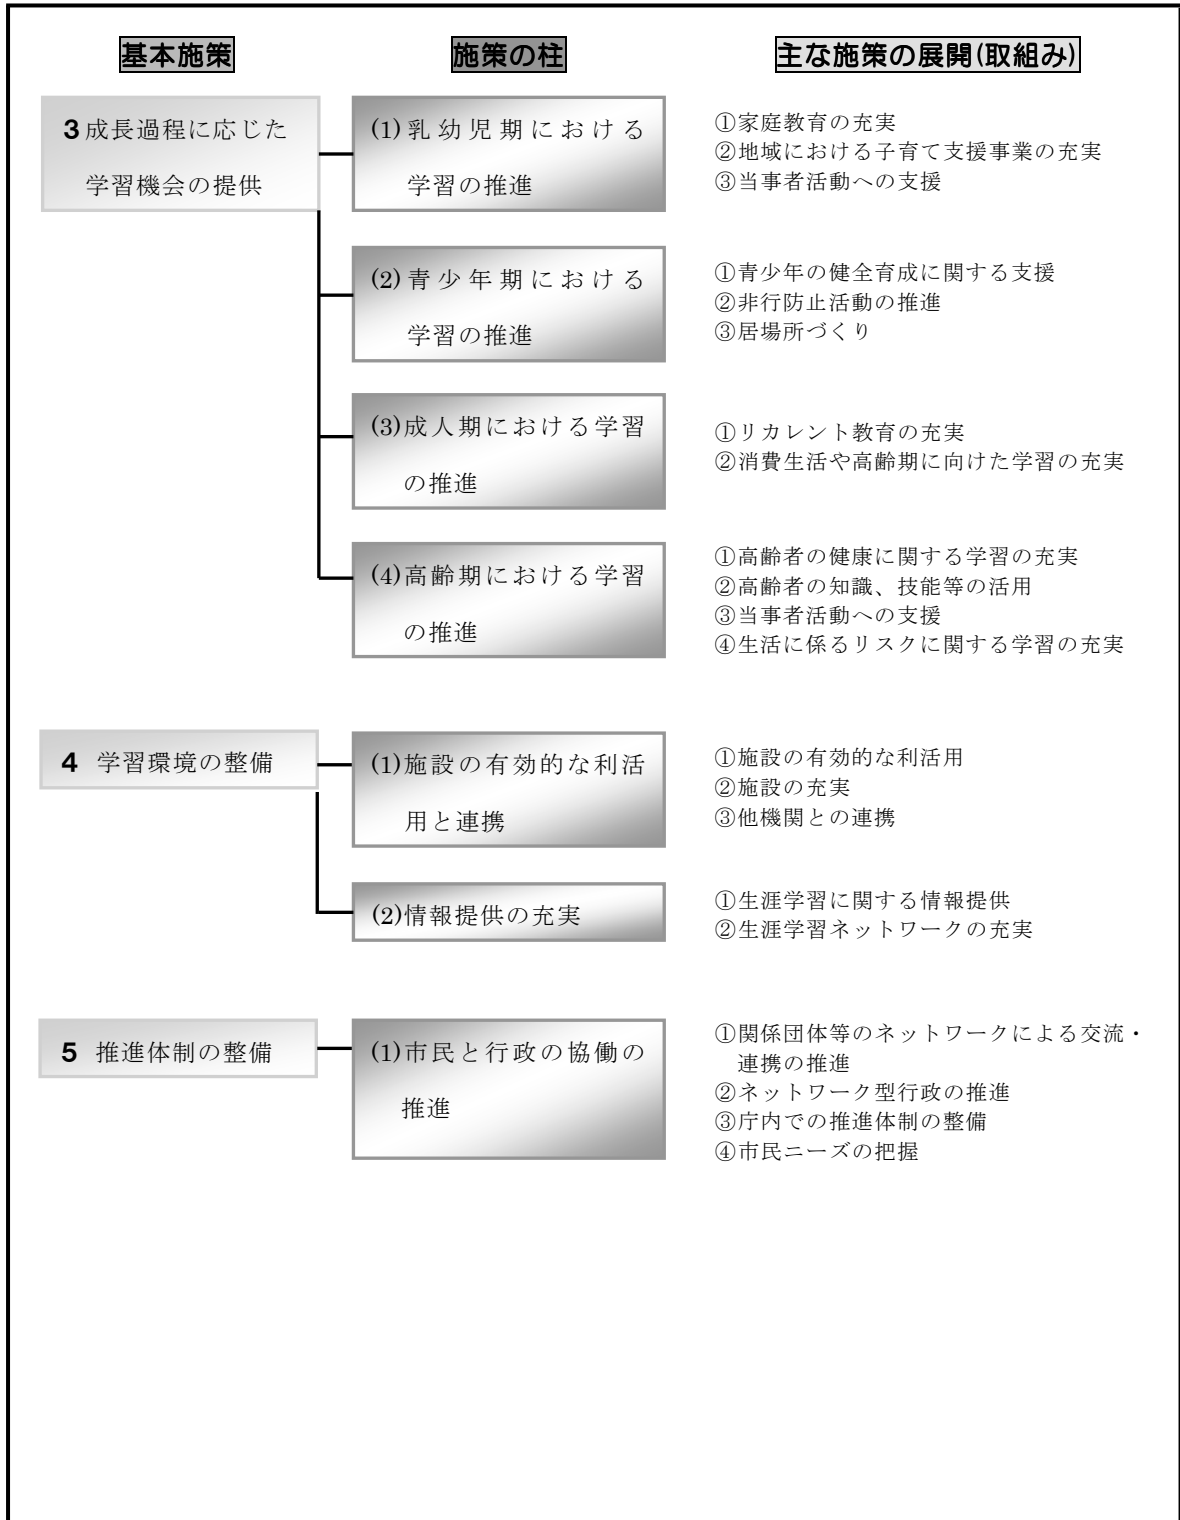 基本施策
施策の柱
主な施策の展開(取組み)
3成長過程に応じた
学習機会の提供
(1)乳幼児期における
学習の推進
①家庭教育の充実
②地域における子育て支援事業の充実
③当事者活動への支援
(2)青少年期における
学習の推進
①青少年の健全育成に関する支援
②非行防止活動の推進
③居場所づくり
(3)成人期における学習
の推進
①リカレント教育の充実
②消費生活や高齢期に向けた学習の充実
(4)高齢期における学習
の推進
①高齢者の健康に関する学習の充実
②高齢者の知識、技能等の活用
③当事者活動への支援
④生活に係るリスクに関する学習の充実
4 学習環境の整備
(1)施設の有効的な利活
用と連携
①施設の有効的な利活用
②施設の充実
③他機関との連携
(2)情報提供の充実
①生涯学習に関する情報提供
②生涯学習ネットワークの充実
5 推進体制の整備
(1)市民と行政の協働の
推進
①関係団体等のネットワークによる交流・
連携の推進
②ネットワーク型行政の推進
③庁内での推進体制の整備
④市民ニーズの把握